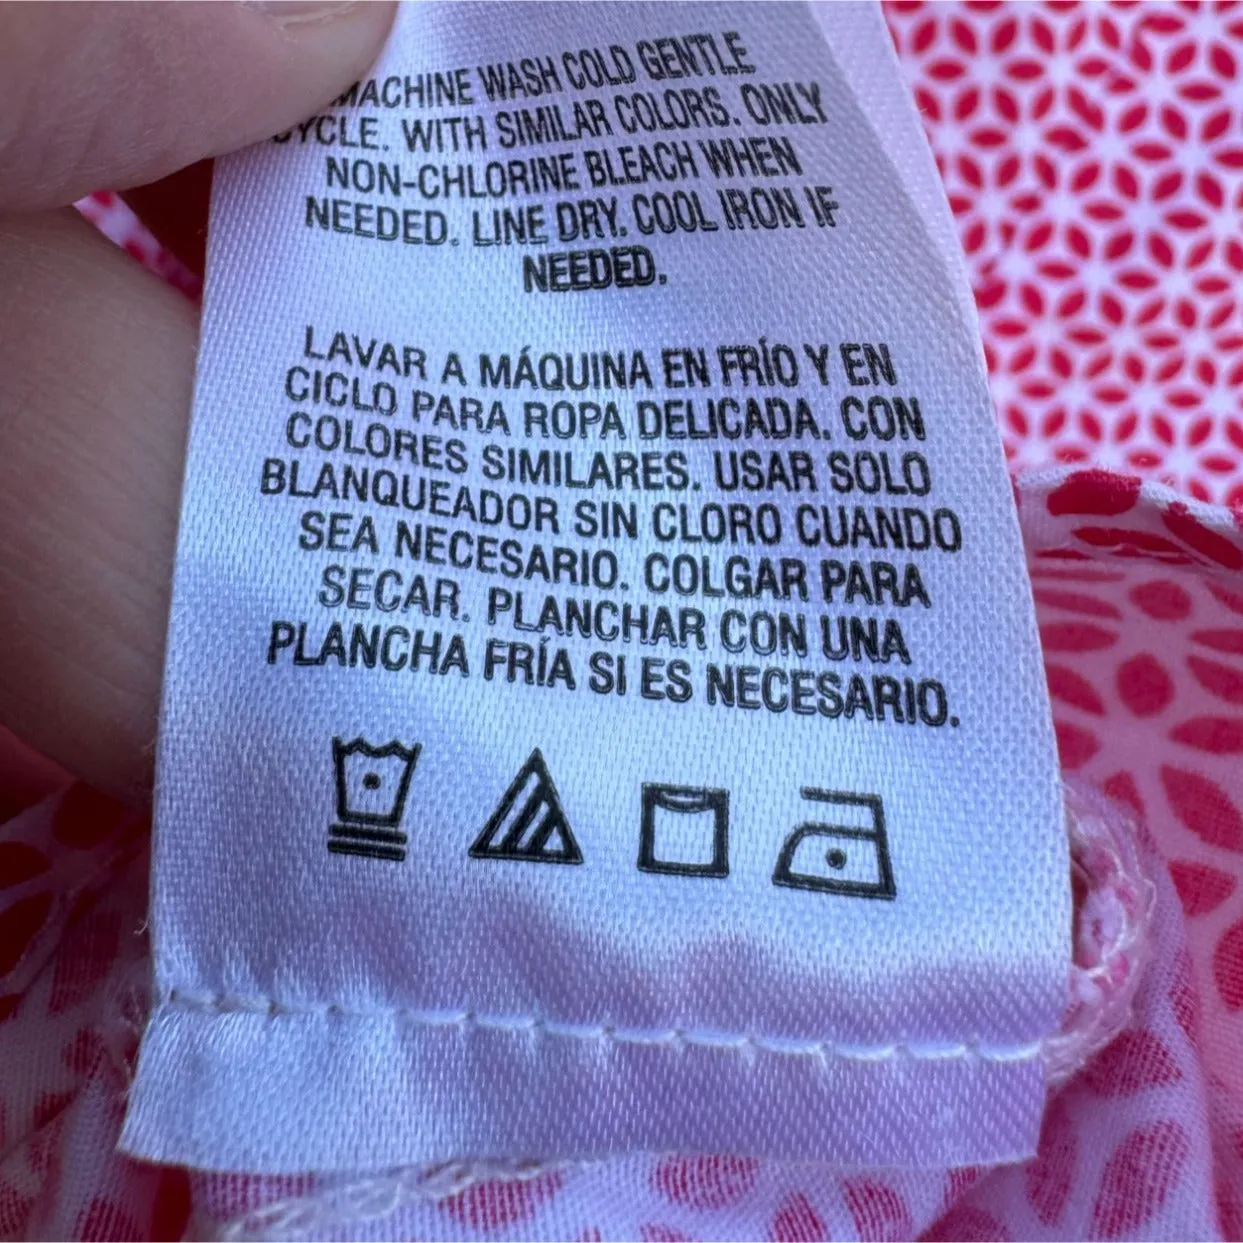 MACHINE WASH COLD GENTLE
CYCLE. WITH SIMILAR COLORS. ONLY
NON-CHLORINE BLEACH WHEN
NEEDED. LINE DRY. COOL IRON IF
NEEDED.
LAVAR A MÁQUINA EN FRÍO Y EN
CICLO PARA ROPA DELICADA. CON
COLORES SIMILARES. USAR SOLO
BLANQUEADOR SIN CLORO CUANDO
SEA NECESARIO. COLGAR PARA
SECAR. PLANCHAR CON UNA
PLANCHA FRÍA SI ES NECESARIO.